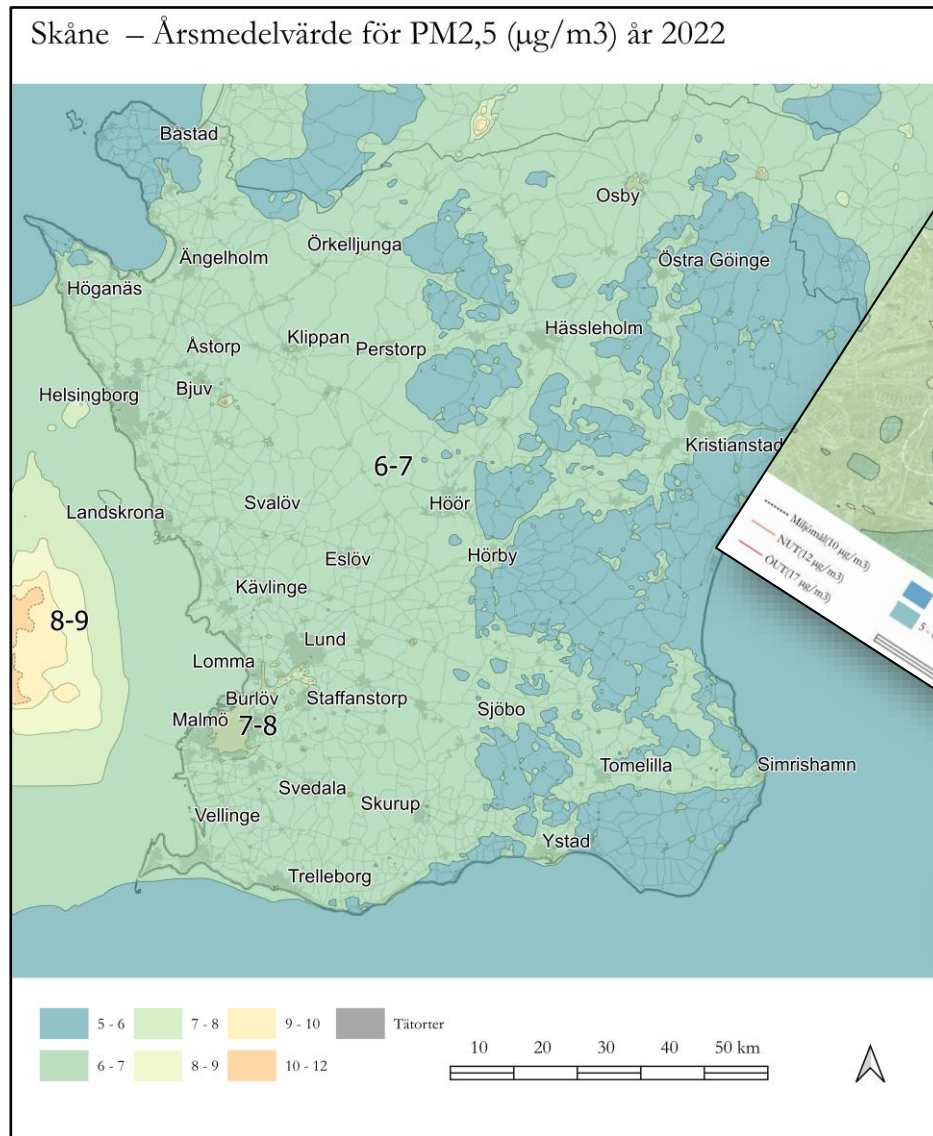 Skåne – Årsmedelvärde för PM2,5 (µg/m3) år 2022
Båstad
Osby
Örkelljunga
Ängelholm
Östra Göinge
Höganäs
Hässleholm
Klippan
Åstorp
Perstorp
Bjuv
Helsingborg
Kristianstad
6-7
Höör
Svalöv
Landskrona
Hörby
Eslöv
Kävlinge
8-9
Lund
Lomma
Burlöv
Staffanstorp
Malmö
7-8
Sjöbo
Simrishamn
Tomelilla
Svedala
Skurup
Vellinge
Ystad
Trelleborg
Miljömål(10 µg/m3)
NUT(12 µg/m3)
ÖUT(17 µg/m3)
5 - 6
7 - 8
9 - 10
Tätorter
6 - 7
8 - 9
10 - 12
10 20 30 40 50 km